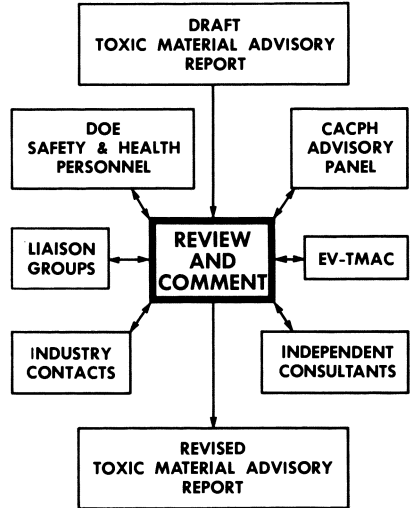 DRAFT
TOXIC MATERIAL ADVISORY
REPORT
DOE
SAFETY & HEALTH
PERSONNEL
CACPH
ADVISORY
PANEL
LIAISON
GROUPS
REVIEW
AND
COMMENT
EV-TMAC
INDUSTRY
CONTACTS
INDEPENDENT
CONSULTANTS
REVISED
TOXIC MATERIAL ADVISORY
REPORT